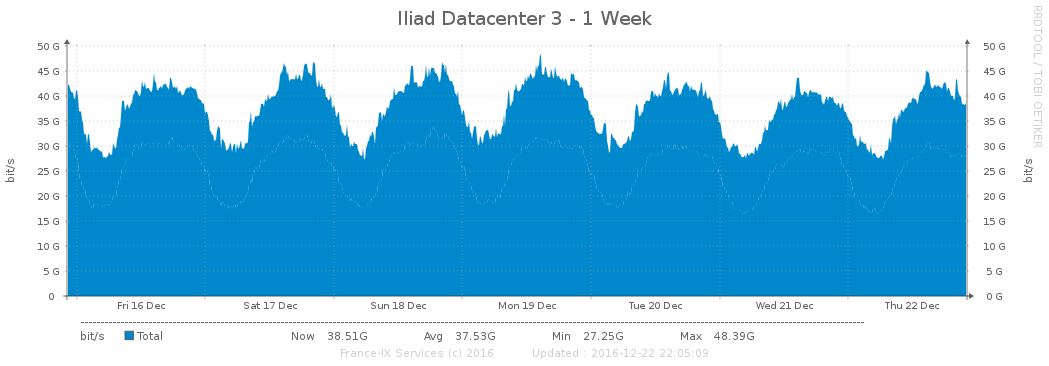 Iliad Datacenter 3 - 1 Week
RRDTOOL / TOBI OETIKER
50 G 50 G
45 G 45 G
40 G 40 G
35 G 35 G
30 G 30 G
25 G 25 G
20 G 20 G
15 G 15 G
10 G 10 G
5 G 5 G
0 0 G
bit/s bit/s
Fri 16 Dec Sat 17 Dec Sun 18 Dec Mon 19 Dec Tue 20 Dec Wed 21 Dec Thu 22 Dec
bit/s Total Now 38.51G Avg 37.53G Min 27.25G Max 48.39G
France-IX Services (c) 2016 Updated : 2016-12-22 22:05:09